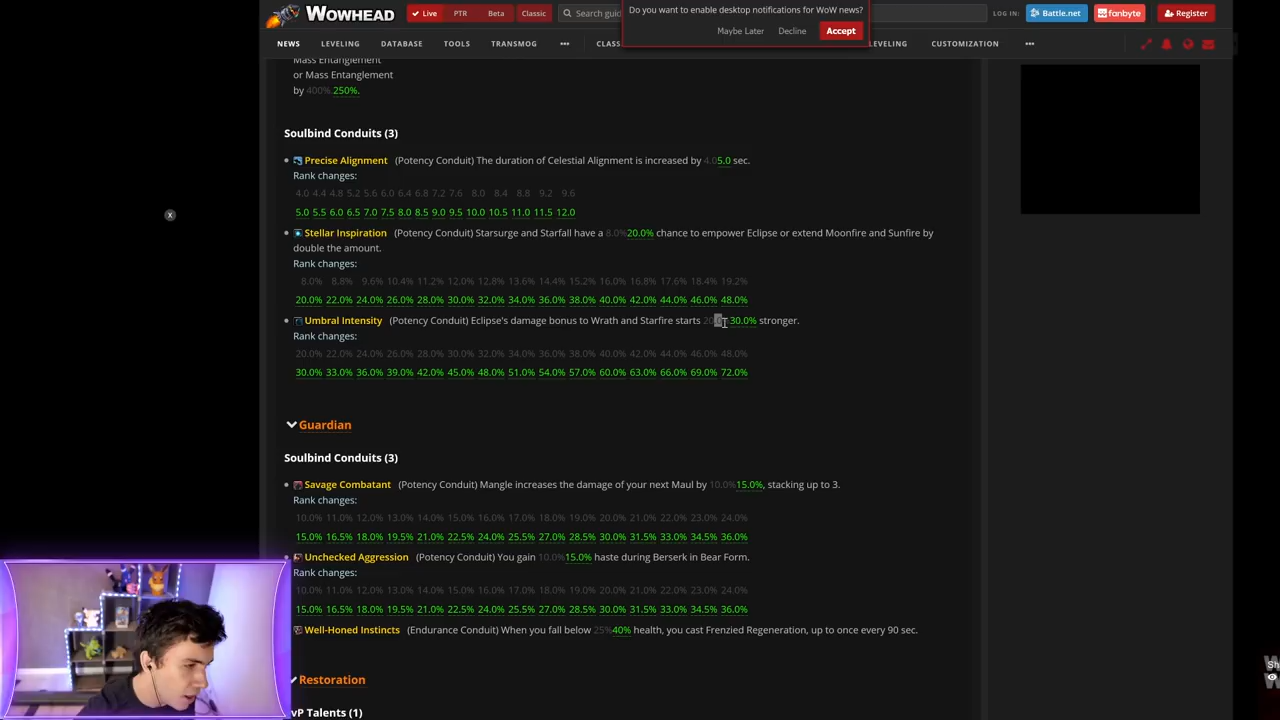 WOWHEAD
Live
PTR
Beta
Classic
Search guid
Do you want to enable desktop notifications for WoW news?
Maybe Later
Decline
Accept
LOG IN:
Battle.net
fanbyte
Register
NEWS
LEVELING
DATABASE
TOOLS
TRANSMOG
•••
CLASS
LEVELING
CUSTOMIZATION
•••
Mass Entanglement
or Mass Entanglement
by 400%.250%.
Soulbind Conduits (3)
Precise Alignment (Potency Conduit) The duration of Celestial Alignment is increased by 4.05.0 sec.
Rank changes:
4.0 4.4 4.8 5.2 5.6 6.0 6.4 6.8 7.2 7.6 8.0 8.4 8.8 9.2 9.6
5.0 5.5 6.0 6.5 7.0 7.5 8.0 8.5 9.0 9.5 10.0 10.5 11.0 11.5 12.0
Stellar Inspiration (Potency Conduit) Starsurge and Starfall have a 8.0%20.0% chance to empower Eclipse or extend Moonfire and Sunfire by
double the amount.
Rank changes:
8.0% 8.8% 9.6% 10.4% 11.2% 12.0% 12.8% 13.6% 14.4% 15.2% 16.0% 16.8% 17.6% 18.4% 19.2%
20.0% 22.0% 24.0% 26.0% 28.0% 30.0% 32.0% 34.0% 36.0% 38.0% 40.0% 42.0% 44.0% 46.0% 48.0%
Umbral Intensity (Potency Conduit) Eclipse's damage bonus to Wrath and Starfire starts 20.0 30.0% stronger.
Rank changes:
20.0% 22.0% 24.0% 26.0% 28.0% 30.0% 32.0% 34.0% 36.0% 38.0% 40.0% 42.0% 44.0% 46.0% 48.0%
30.0% 33.0% 36.0% 39.0% 42.0% 45.0% 48.0% 51.0% 54.0% 57.0% 60.0% 63.0% 66.0% 69.0% 72.0%
Guardian
Soulbind Conduits (3)
Savage Combatant (Potency Conduit) Mangle increases the damage of your next Maul by 10.0%15.0%, stacking up to 3.
Rank changes:
10.0% 11.0% 12.0% 13.0% 14.0% 15.0% 16.0% 17.0% 18.0% 19.0% 20.0% 21.0% 22.0% 23.0% 24.0%
15.0% 16.5% 18.0% 19.5% 21.0% 22.5% 24.0% 25.5% 27.0% 28.5% 30.0% 31.5% 33.0% 34.5% 36.0%
Unchecked Aggression (Potency Conduit) You gain 10.0%15.0% haste during Berserk in Bear Form.
Rank changes:
10.0% 11.0% 12.0% 13.0% 14.0% 15.0% 16.0% 17.0% 18.0% 19.0% 20.0% 21.0% 22.0% 23.0% 24.0%
15.0% 16.5% 18.0% 19.5% 21.0% 22.5% 24.0% 25.5% 27.0% 28.5% 30.0% 31.5% 33.0% 34.5% 36.0%
Well-Honed Instincts (Endurance Conduit) When you fall below 25%40% health, you cast Frenzied Regeneration, up to once every 90 sec.
Restoration
vP Talents (1)
x
Sh